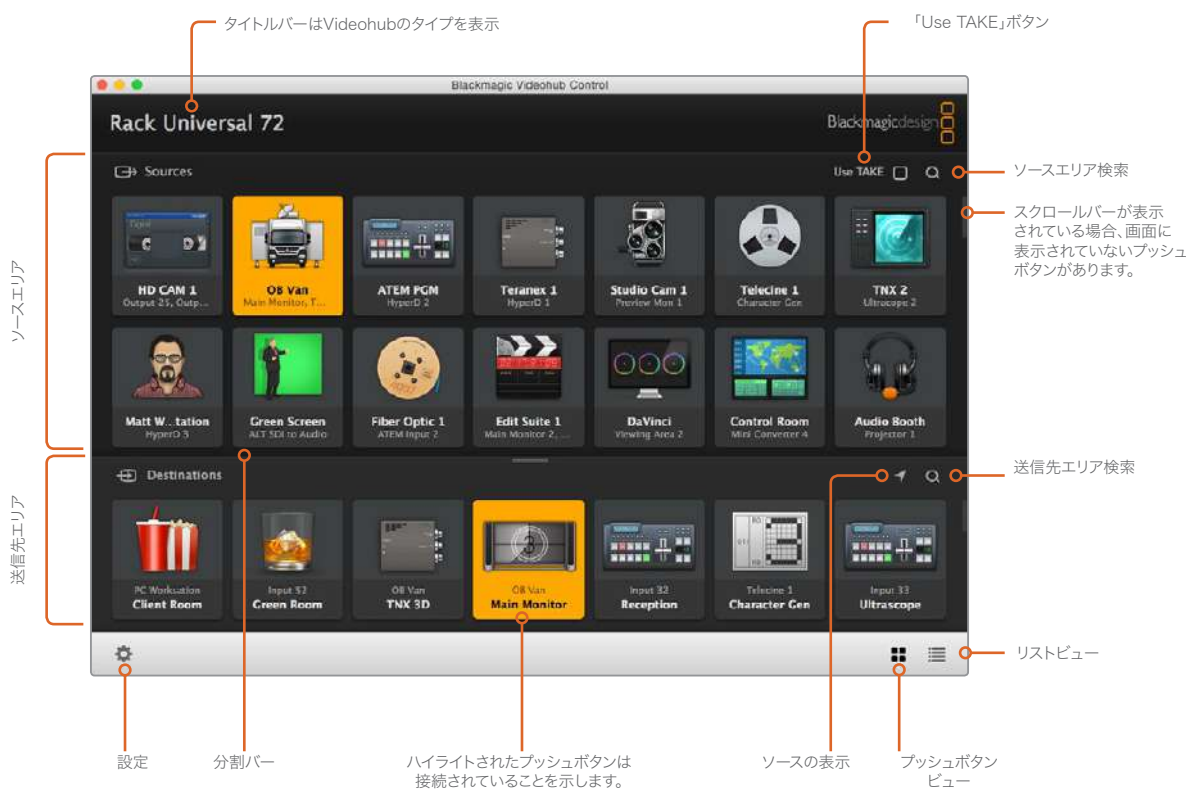 タイトルバーはVideohubのタイプを表示
「Use TAKE」ボタン
Blackmagic Videohub Control
Rack Universal 72
Blackmagicdesign
Sources
Use TAKE
ソースエリア検索
スクロールバーが表示
されている場合、画面に
表示されていないプッシュ
ボタンがあります。
ソースエリア
HD CAM 1
Output 25, Outp...
OB Van
Main Monitor, T...
ATEM PGM
HyperD 2
Teranex 1
HyperD 1
Studio Cam 1
Preview Mon 1
Telecine 1
Character Gen
TNX 2
Ultrascope 2
Matt W...tation
HyperD 3
Green Screen
ALT SDI to Audio
Fiber Optic 1
ATEM Input 2
Edit Suite 1
Main Monitor 2, ...
DaVinci
Viewing Area 2
Control Room
Mini Converter 4
Audio Booth
Projector 1
送信先エリア
Destinations
送信先エリア検索
PC Worksation
Client Room
Input 52
Green Room
OB Van
TNX 3D
OB Van
Main Monitor
Input 32
Reception
Telecine 1
Character Gen
Input 33
Ultrascope
リストビュー
設定
分割バー
ハイライトされたプッシュボタンは
接続されていることを示します。
ソースの表示
プッシュボタン
ビュー